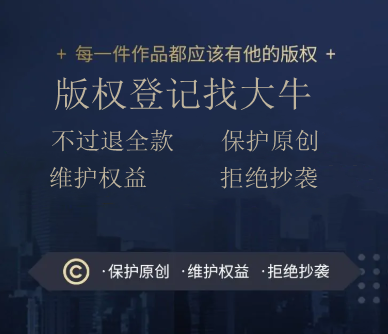 + 每一件作品都应该有他的版权 +
版权登记找大牛
不过退全款 保护原创
维护权益 拒绝抄袭
© ·保护原创 ·维护权益 ·拒绝抄袭